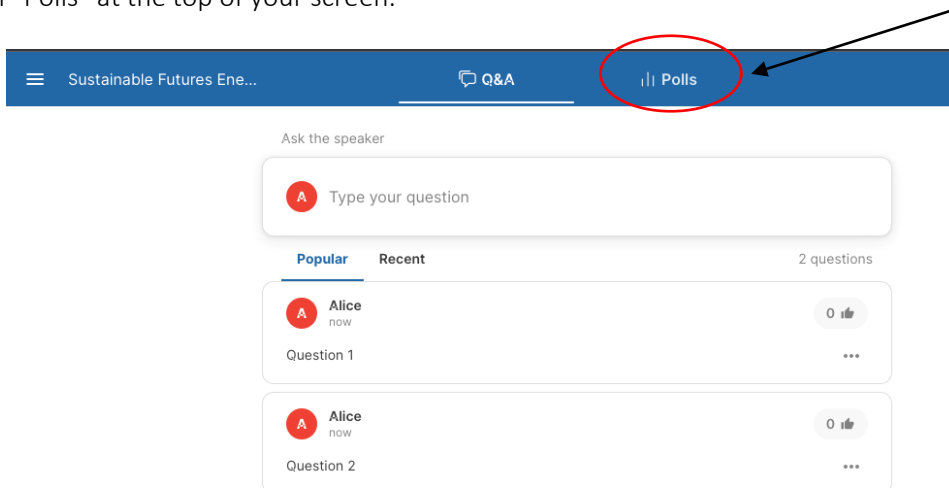 "Polls" at the top of your screen.
Sustainable Futures Ene...
Q&A
Polls
Ask the speaker
A
Type your question
Popular
Recent
2 questions
A
Alice
now
0
Question 1
A
Alice
now
0
Question 2